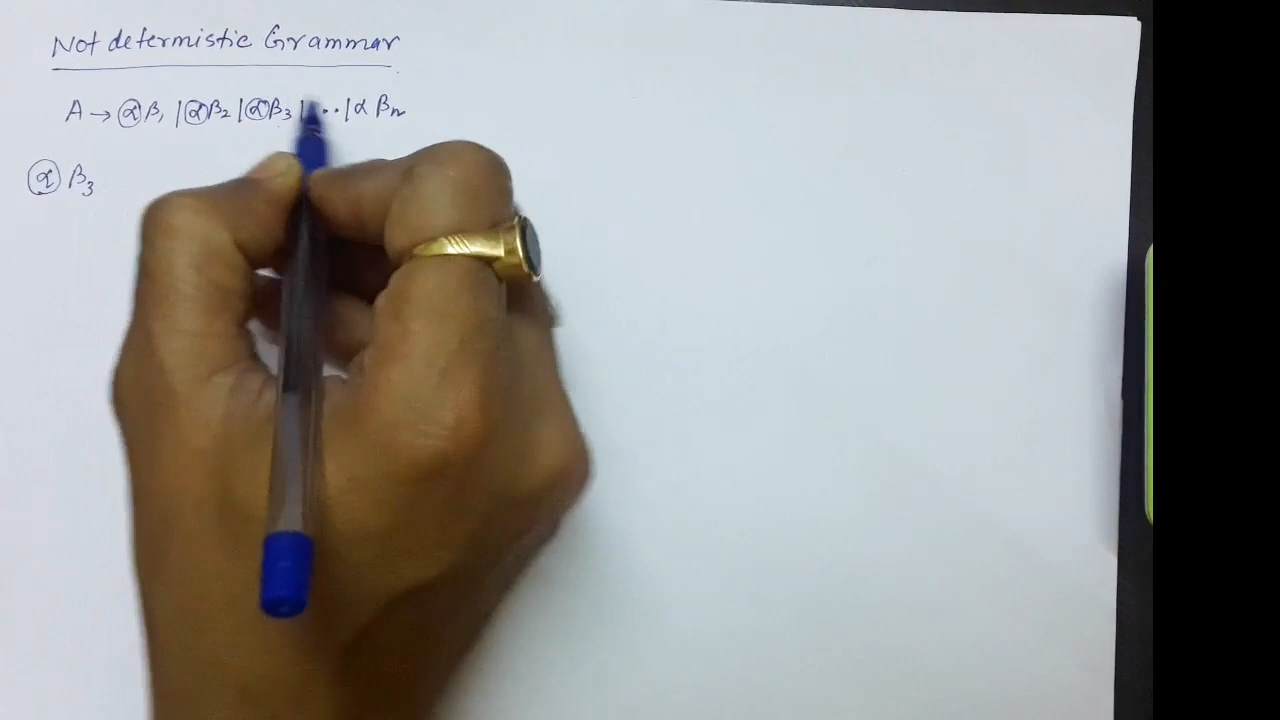 Not determistic Grammar
A → αβ₁ | αβ₂ | αβ₃ | ... | αβₙ
α β₃